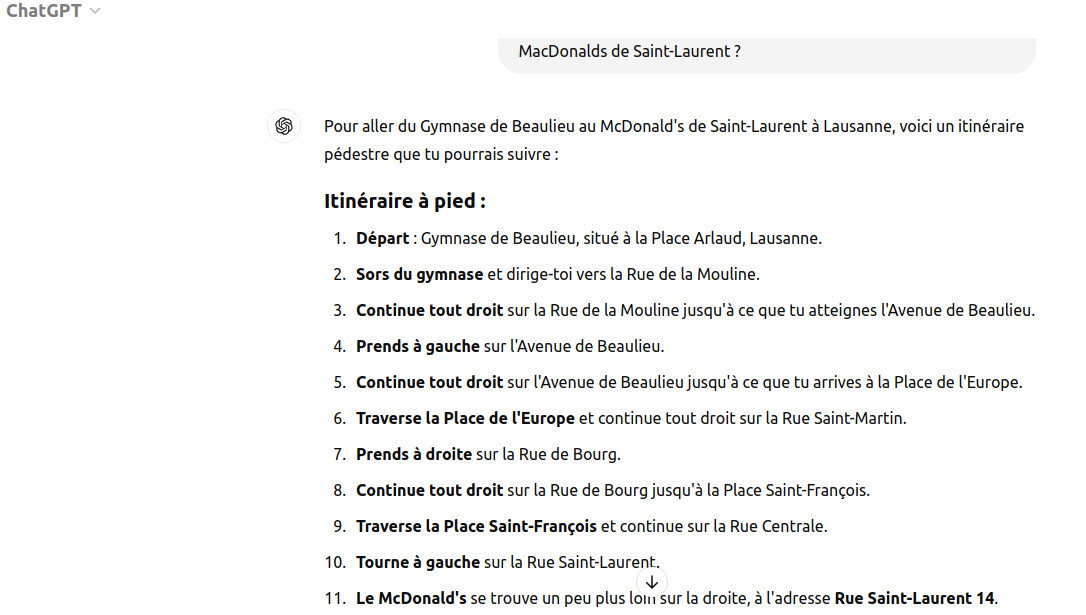 ChatGPT
MacDonalds de Saint-Laurent ?
Pour aller du Gymnase de Beaulieu au McDonald's de Saint-Laurent à Lausanne, voici un itinéraire
pédestre que tu pourrais suivre :
Itinéraire à pied :
1. Départ : Gymnase de Beaulieu, situé à la Place Arlaud, Lausanne.
2. Sors du gymnase et dirige-toi vers la Rue de la Mouline.
3. Continue tout droit sur la Rue de la Mouline jusqu'à ce que tu atteignes l'Avenue de Beaulieu.
4. Prends à gauche sur l'Avenue de Beaulieu.
5. Continue tout droit sur l'Avenue de Beaulieu jusqu'à ce que tu arrives à la Place de l'Europe.
6. Traverse la Place de l'Europe et continue tout droit sur la Rue Saint-Martin.
7. Prends à droite sur la Rue de Bourg.
8. Continue tout droit sur la Rue de Bourg jusqu'à la Place Saint-François.
9. Traverse la Place Saint-François et continue sur la Rue Centrale.
10. Tourne à gauche sur la Rue Saint-Laurent.
11. Le McDonald's se trouve un peu plus loin sur la droite, à l'adresse Rue Saint-Laurent 14.